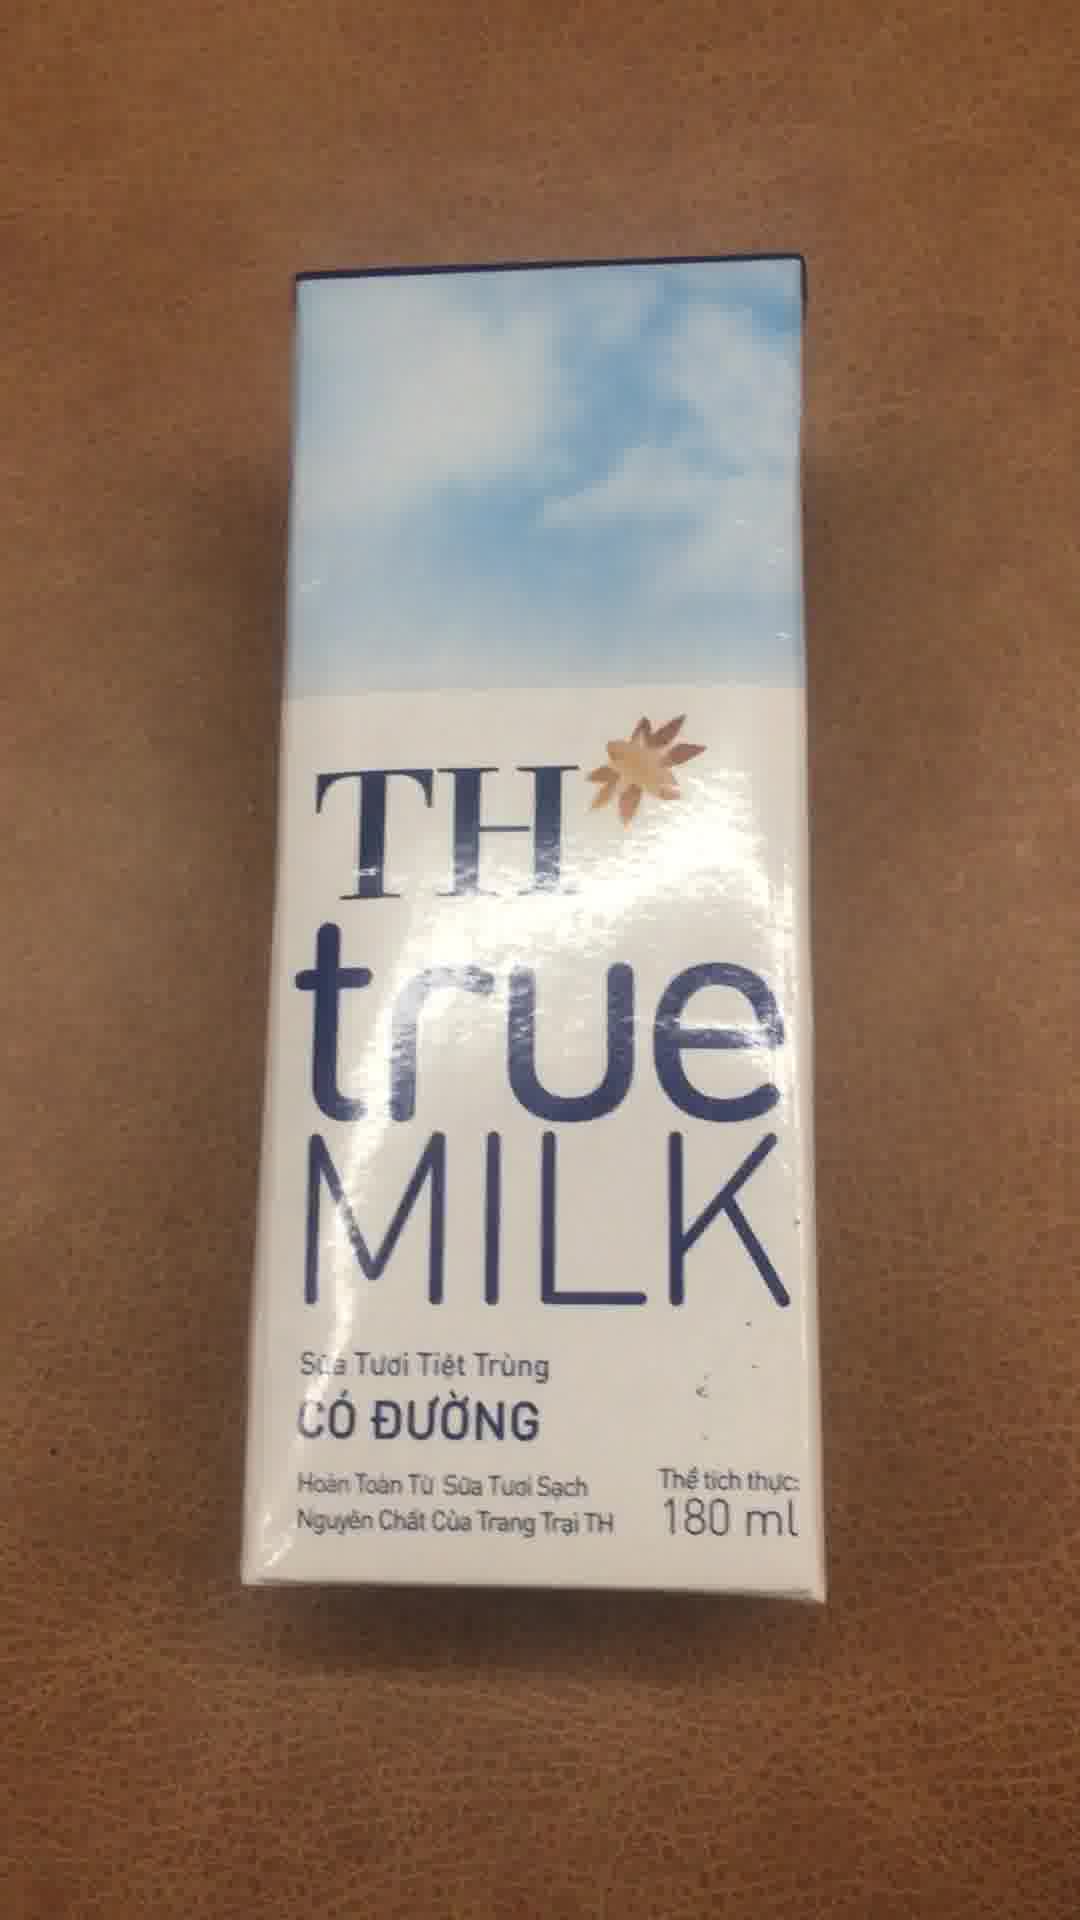 TH
true
MILK
Sữa Tươi Tiệt Trùng
CÓ ĐƯỜNG
Hoàn Toàn Từ Sữa Tươi Sạch
Nguyên Chất Của Trang Trại TH
Thể tích thực:
180 ml